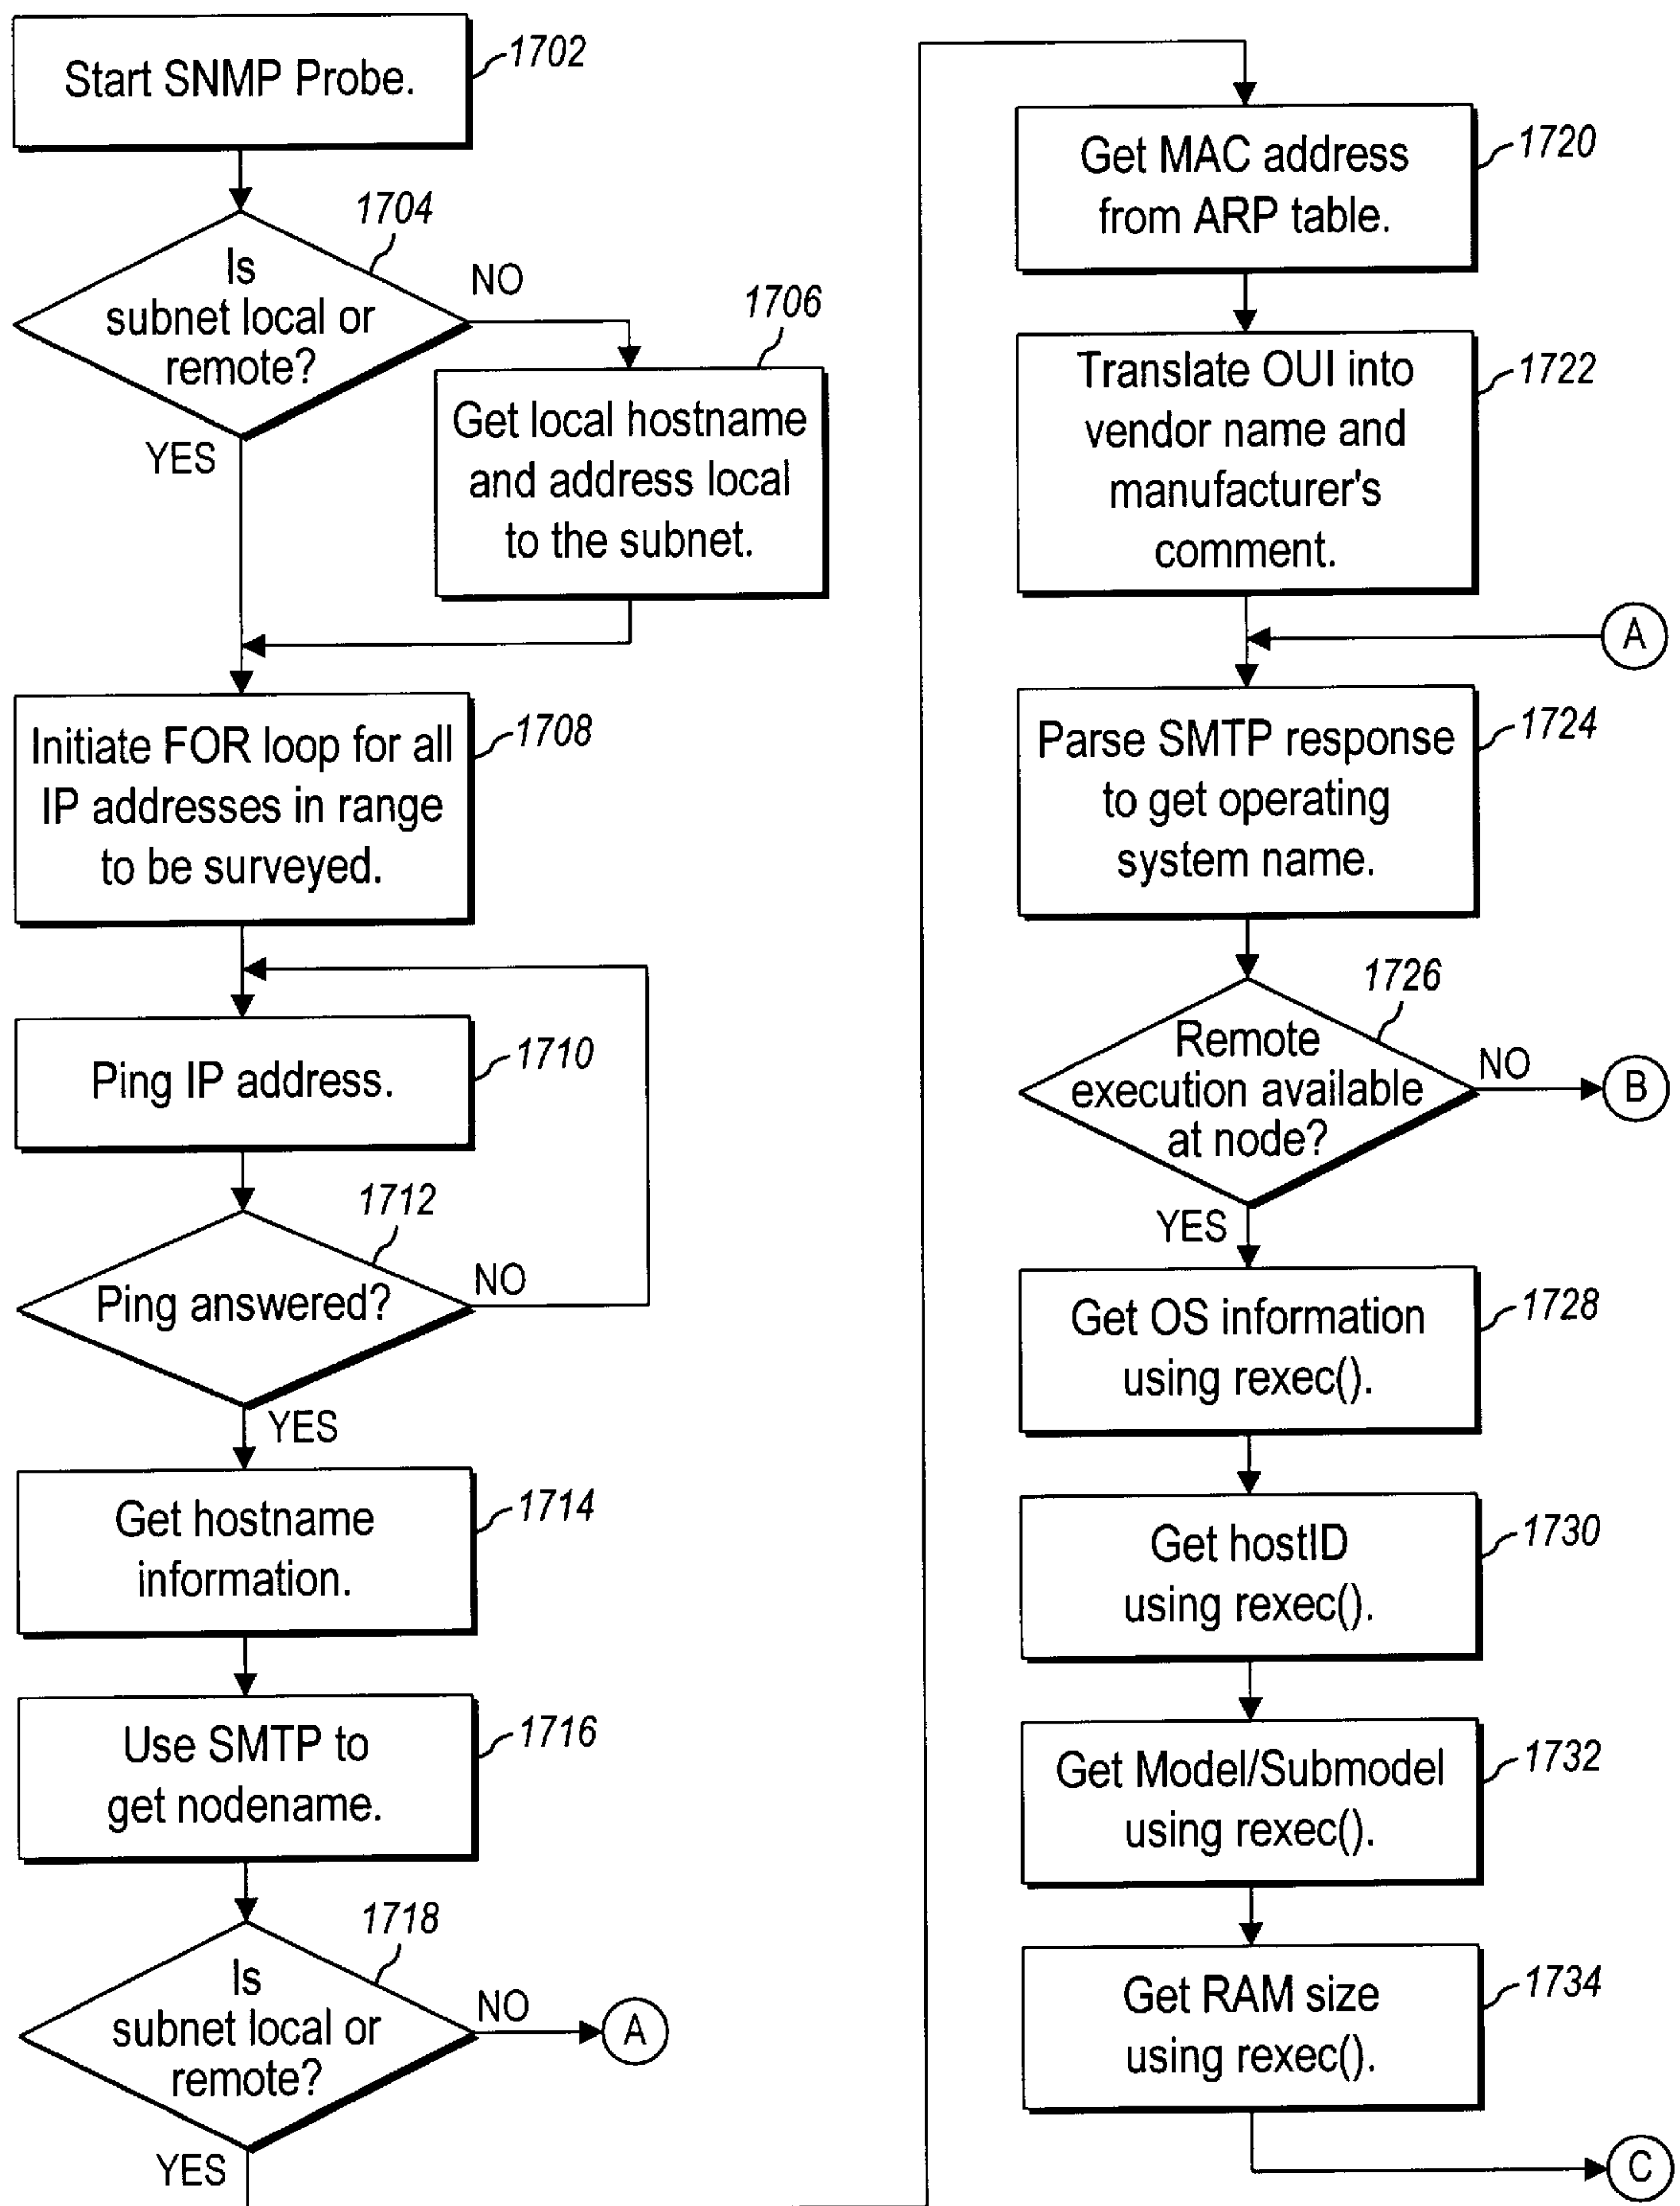 Start SNMP Probe.
1702
1704
Is
subnet local or
remote?
NO
YES
1706
Get local hostname
and address local
to the subnet.
Initiate FOR loop for all
IP addresses in range
to be surveyed.
1708
Ping IP address.
1710
1712
Ping answered?
NO
YES
Get hostname
information.
1714
Use SMTP to
get nodename.
1716
1718
Is
subnet local or
remote?
NO
A
YES
Get MAC address
from ARP table.
1720
Translate OUI into
vendor name and
manufacturer's
comment.
1722
A
Parse SMTP response
to get operating
system name.
1724
1726
Remote
execution available
at node?
NO
B
YES
Get OS information
using rexec().
1728
Get hostID
using rexec().
1730
Get Model/Submodel
using rexec().
1732
Get RAM size
using rexec().
1734
C